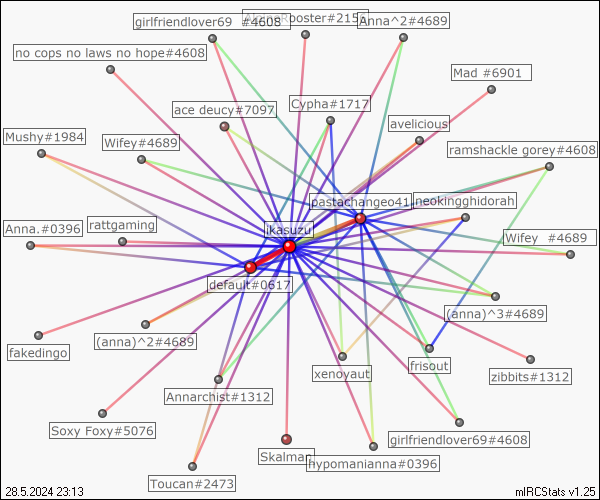 girlfriendlover69 #4608
Rooster#215
Anna^2#4689
no cops no laws no hope#4608
Mad #6901
ace deucy#7097
Cypha#1717
avelicious
Mushy#1984
Wifey#4689
ramshackle gorey#4608
pastachangeo41
neokingghidorah
Anna.#0396
rattgaming
ikasuzu
Wifey #4689
default#0617
(anna)^2#4689
(anna)^3#4689
fakedingo
xenoyaut
frisout
zibbits#1312
Annarchist#1312
Soxy Foxy#5076
Skalman
girlfriendlover69#4608
hypomanianna#0396
Toucan#2473
28.5.2024 23:13
mIRCStats v1.25